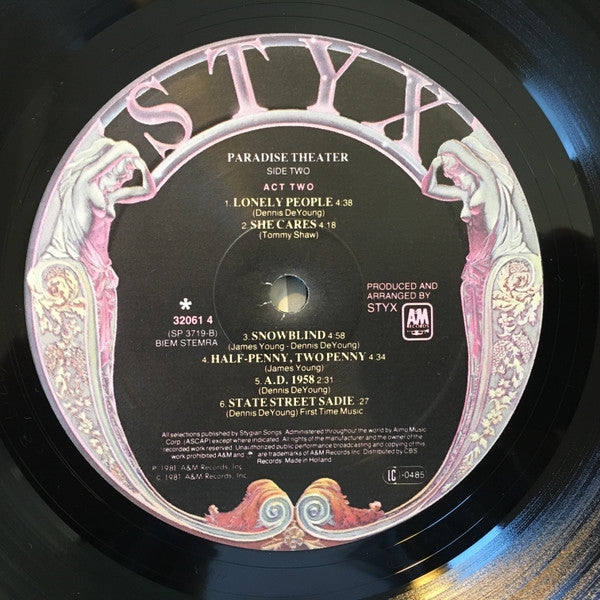 STYX
PARADISE THEATER
SIDE TWO
ACT TWO
1. LONELY PEOPLE 4:38
(Dennis DeYoung)
2. SHE CARES 4:18
(Tommy Shaw)
*
32061 4
(SP 3719-B)
BIEM STEMRA
PRODUCED AND
ARRANGED BY
STYX
A&M
RECORDS
3. SNOWBLIND 4:58
(James Young - Dennis DeYoung)
4. HALF-PENNY, TWO PENNY 4:34
(James Young)
5. A.D. 1958 2:31
(Dennis DeYoung)
6. STATE STREET SADIE 27
(Dennis DeYoung) First Time Music
All selections published by Stygian Songs. Administered throughout the world by Almo Music
Corp. (ASCAP) except where indicated. All rights of the manufacturer and the owner of the
recorded work reserved. Unauthorized public performance broadcasting and copying of this
work prohibited A&M and are trademarks of A&M Records Inc. Distributed by CBS
Records. Made in Holland
P 1981 A&M Records, Inc
C 1981 A&M Records, Inc
LC -0485